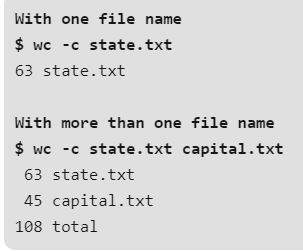 With one file name
$ wc -c state.txt
63 state.txt

With more than one file name
$ wc -c state.txt capital.txt
 63 state.txt
 45 capital.txt
108 total